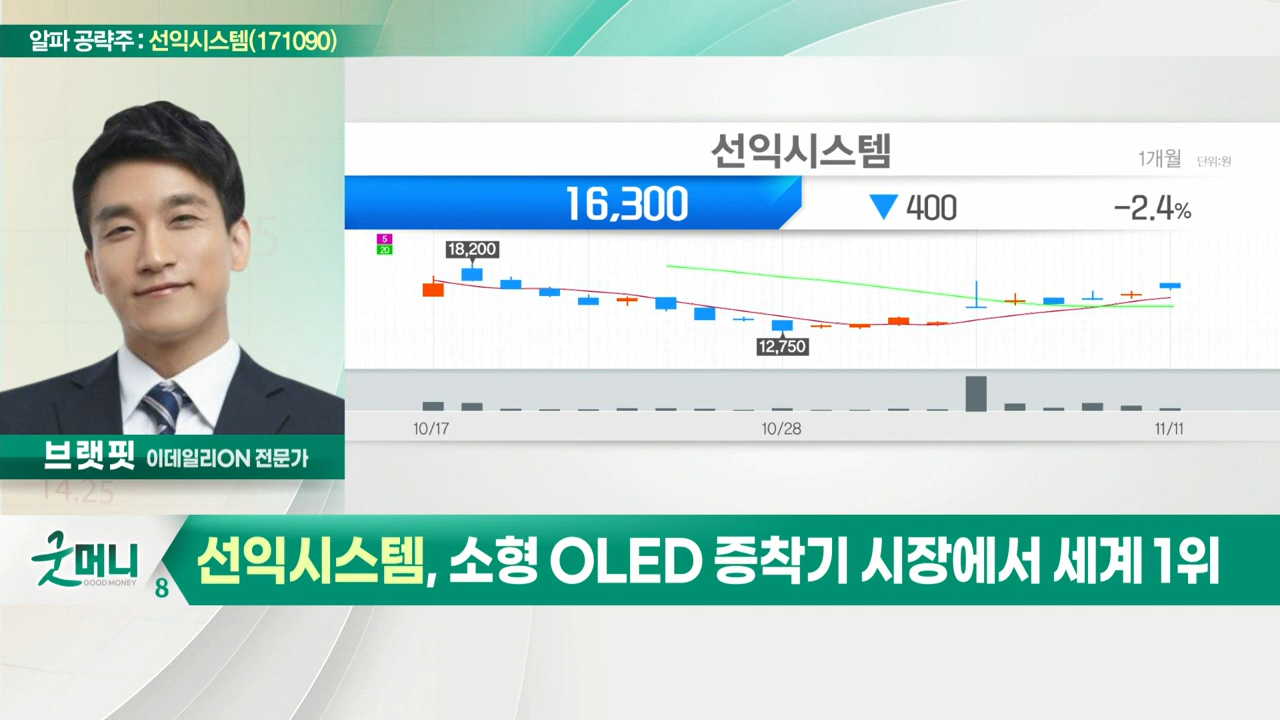 알파 공략주 : 선익시스템(171090)
선익시스템
1개월 단위:원
16,300 ▼400 -2.4%
5
20
18,200
12,750
10/17 10/28 11/11
브랫핏 이데일리ON 전문가
14.25
굿머니
GOOD MONEY
8
선익시스템, 소형 OLED 증착기 시장에서 세계 1위